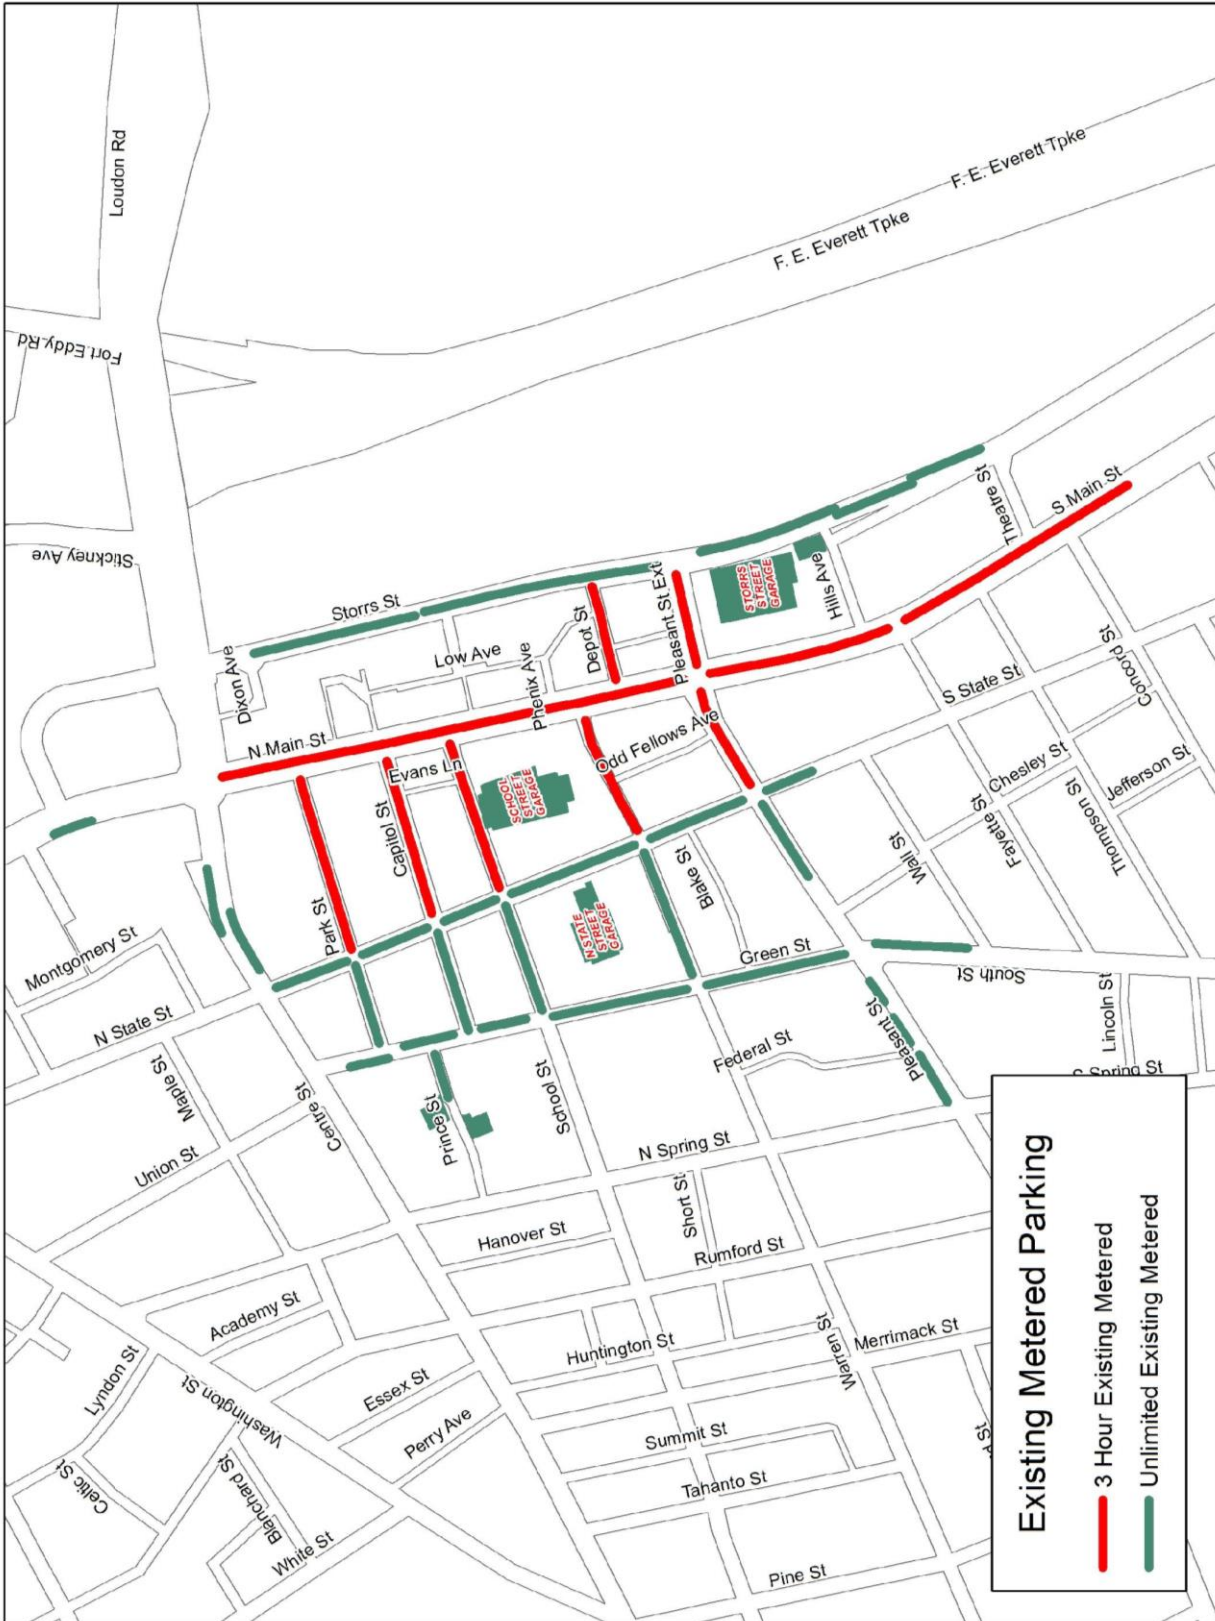 Loudon Rd
Fort Eddy Rd
F. E. Everett Tpke
F. E. Everett Tpke
Stickney Ave
Storrs St
Dixon Ave
N Main St
Low Ave
Phenix Ave
Depot St
Pleasant St Ext
STORRS
STREET
GARAGE
Hills Ave
Theatre St
S Main St
Concord St
S State St
Odd Fellows Ave
Evans Ln
SCHOOL
STREET
GARAGE
Capitol St
Park St
Montgomery St
N State St
Maple St
Union St
Centre St
Prince St
School St
N STATE
STREET
GARAGE
Blake St
Green St
Federal St
Pleasant St
South St
Wall St
Fayette St
Chesley St
Thompson St
Jefferson St
Lincoln St
S Spring St
N Spring St
Short St
Rumford St
Hanover St
Huntington St
Academy St
Essex St
Perry Ave
Lyndon St
Washington St
Celtic St
Blanchard St
White St
Summit St
Tahanto St
Warren St
Merrimack St
Pine St
Existing Metered Parking
3 Hour Existing Metered
Unlimited Existing Metered